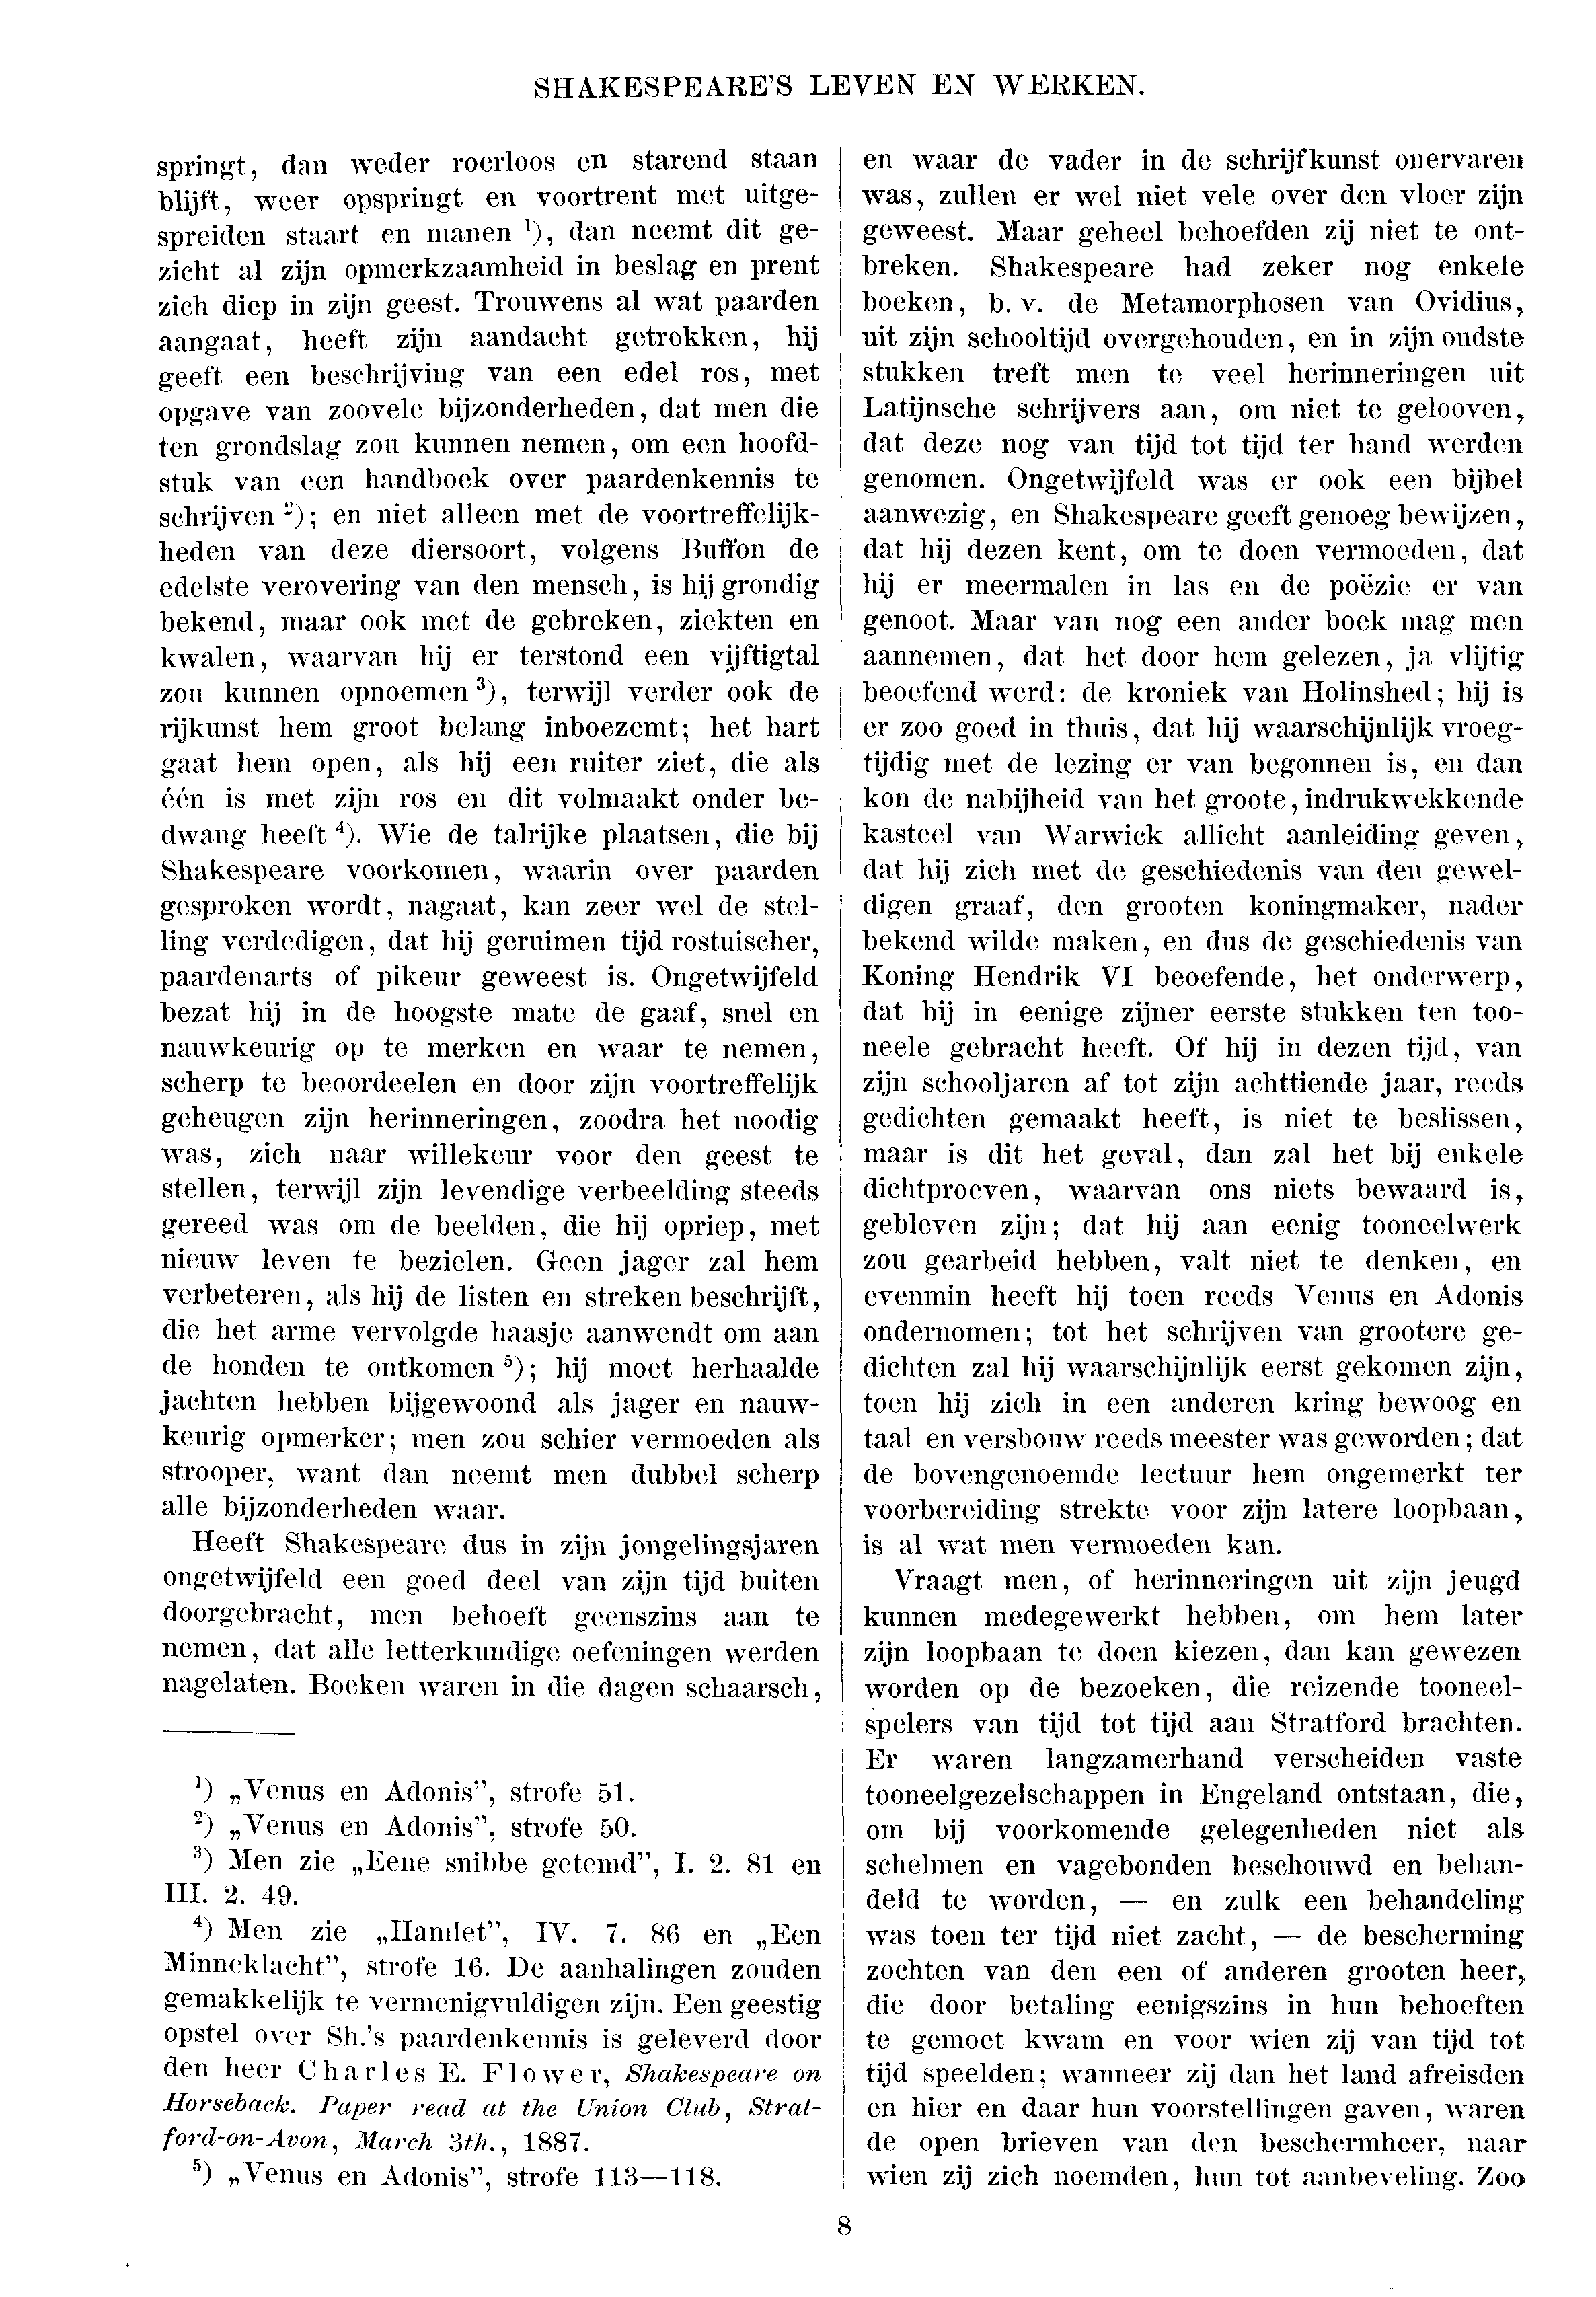 SHAKESPEARE'S LEVEN EN WERKEN.
springt, dan weder roerloos en starend staan
blijft, weer opspringt en voortrent met uitge-
spreiden staart en manen ¹), dan neemt dit ge-
zicht al zijn opmerkzaamheid in beslag en prent
zich diep in zijn geest. Trouwens al wat paarden
aangaat, heeft zijn aandacht getrokken, hij
geeft een beschrijving van een edel ros, met
opgave van zoovele bijzonderheden, dat men die
ten grondslag zou kunnen nemen, om een hoofd-
stuk van een handboek over paardenkennis te
schrijven ²); en niet alleen met de voortreffelijk-
heden van deze diersoort, volgens Buffon de
edelste verovering van den mensch, is hij grondig
bekend, maar ook met de gebreken, ziekten en
kwalen, waarvan hij er terstond een vijftigtal
zou kunnen opnoemen ³), terwijl verder ook de
rijkunst hem groot belang inboezemt; het hart
gaat hem open, als hij een ruiter ziet, die als
één is met zijn ros en dit volmaakt onder be-
dwang heeft ⁴). Wie de talrijke plaatsen, die bij
Shakespeare voorkomen, waarin over paarden
gesproken wordt, nagaat, kan zeer wel de stel-
ling verdedigen, dat hij geruimen tijd rostuischer,
paardenarts of pikeur geweest is. Ongetwijfeld
bezat hij in de hoogste mate de gaaf, snel en
nauwkeurig op te merken en waar te nemen,
scherp te beoordeelen en door zijn voortreffelijk
geheugen zijn herinneringen, zoodra het noodig
was, zich naar willekeur voor den geest te
stellen, terwijl zijn levendige verbeelding steeds
gereed was om de beelden, die hij opriep, met
nieuw leven te bezielen. Geen jager zal hem
verbeteren, als hij de listen en streken beschrijft,
die het arme vervolgde haasje aanwendt om aan
de honden te ontkomen ⁵); hij moet herhaalde
jachten hebben bijgewoond als jager en nauw-
keurig opmerker; men zou schier vermoeden als
strooper, want dan neemt men dubbel scherp
alle bijzonderheden waar.
Heeft Shakespeare dus in zijn jongelingsjaren
ongetwijfeld een goed deel van zijn tijd buiten
doorgebracht, men behoeft geenszins aan te
nemen, dat alle letterkundige oefeningen werden
nagelaten. Boeken waren in die dagen schaarsch,
¹) „Venus en Adonis”, strofe 51.
²) „Venus en Adonis”, strofe 50.
³) Men zie „Eene snibbe getemd”, I. 2. 81 en
III. 2. 49.
⁴) Men zie „Hamlet”, IV. 7. 86 en „Een
Minneklacht”, strofe 16. De aanhalingen zouden
gemakkelijk te vermenigvuldigen zijn. Een geestig
opstel over Sh.'s paardenkennis is geleverd door
den heer Charles E. Flower, Shakespeare on
Horseback. Paper read at the Union Club, Strat-
ford-on-Avon, March 3th., 1887.
⁵) „Venus en Adonis”, strofe 113—118.
en waar de vader in de schrijfkunst onervaren
was, zullen er wel niet vele over den vloer zijn
geweest. Maar geheel behoefden zij niet te ont-
breken. Shakespeare had zeker nog enkele
boeken, b. v. de Metamorphosen van Ovidius,
uit zijn schooltijd overgehouden, en in zijn oudste
stukken treft men te veel herinneringen uit
Latijnsche schrijvers aan, om niet te gelooven,
dat deze nog van tijd tot tijd ter hand werden
genomen. Ongetwijfeld was er ook een bijbel
aanwezig, en Shakespeare geeft genoeg bewijzen,
dat hij dezen kent, om te doen vermoeden, dat
hij er meermalen in las en de poëzie er van
genoot. Maar van nog een ander boek mag men
aannemen, dat het door hem gelezen, ja vlijtig
beoefend werd: de kroniek van Holinshed; hij is
er zoo goed in thuis, dat hij waarschijnlijk vroeg-
tijdig met de lezing er van begonnen is, en dan
kon de nabijheid van het groote, indrukwekkende
kasteel van Warwick allicht aanleiding geven,
dat hij zich met de geschiedenis van den gewel-
digen graaf, den grooten koningmaker, nader
bekend wilde maken, en dus de geschiedenis van
Koning Hendrik VI beoefende, het onderwerp,
dat hij in eenige zijner eerste stukken ten too-
neele gebracht heeft. Of hij in dezen tijd, van
zijn schooljaren af tot zijn achttiende jaar, reeds
gedichten gemaakt heeft, is niet te beslissen,
maar is dit het geval, dan zal het bij enkele
dichtproeven, waarvan ons niets bewaard is,
gebleven zijn; dat hij aan eenig tooneelwerk
zou gearbeid hebben, valt niet te denken, en
evenmin heeft hij toen reeds Venus en Adonis
ondernomen; tot het schrijven van grootere ge-
dichten zal hij waarschijnlijk eerst gekomen zijn,
toen hij zich in een anderen kring bewoog en
taal en versbouw reeds meester was geworden; dat
de bovengenoemde lectuur hem ongemerkt ter
voorbereiding strekte voor zijn latere loopbaan,
is al wat men vermoeden kan.
Vraagt men, of herinneringen uit zijn jeugd
kunnen medegewerkt hebben, om hem later
zijn loopbaan te doen kiezen, dan kan gewezen
worden op de bezoeken, die reizende tooneel-
spelers van tijd tot tijd aan Stratford brachten.
Er waren langzamerhand verscheiden vaste
tooneelgezelschappen in Engeland ontstaan, die,
om bij voorkomende gelegenheden niet als
schelmen en vagebonden beschouwd en behan-
deld te worden, — en zulk een behandeling
was toen ter tijd niet zacht, — de bescherming
zochten van den een of anderen grooten heer,
die door betaling eenigszins in hun behoeften
te gemoet kwam en voor wien zij van tijd tot
tijd speelden; wanneer zij dan het land afreisden
en hier en daar hun voorstellingen gaven, waren
de open brieven van den beschermheer, naar
wien zij zich noemden, hun tot aanbeveling. Zoo
8